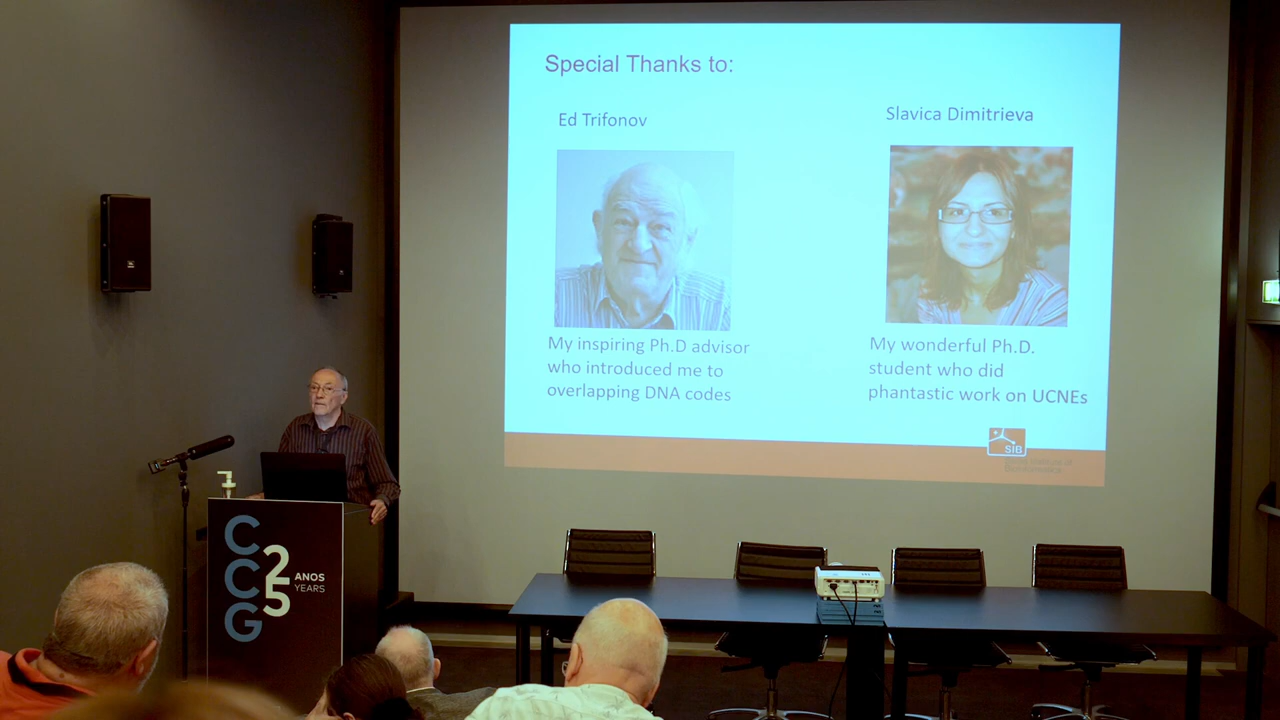 Special Thanks to:
Ed Trifonov
Slavica Dimitrieva
My inspiring Ph.D advisor
who introduced me to
overlapping DNA codes
My wonderful Ph.D.
student who did
phantastic work on UCNEs
SIB
CCG
25
ANOS
YEARS